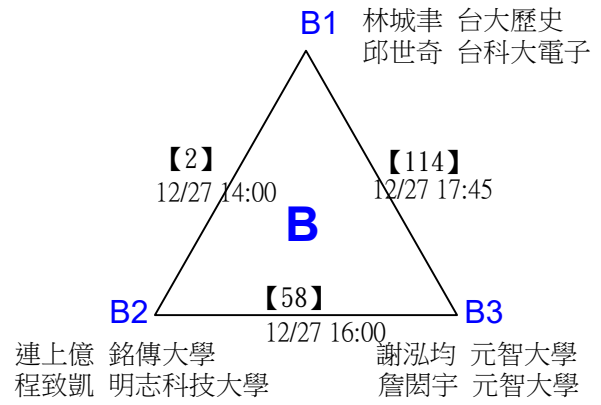 B1 林城聿 台大歷史
邱世奇 台科大電子
【2】
12/27 14:00
【114】
12/27 17:45
B
【58】
12/27 16:00
B2
B3
連上億 銘傳大學
程致凱 明志科技大學
謝泓均 元智大學
詹閎宇 元智大學